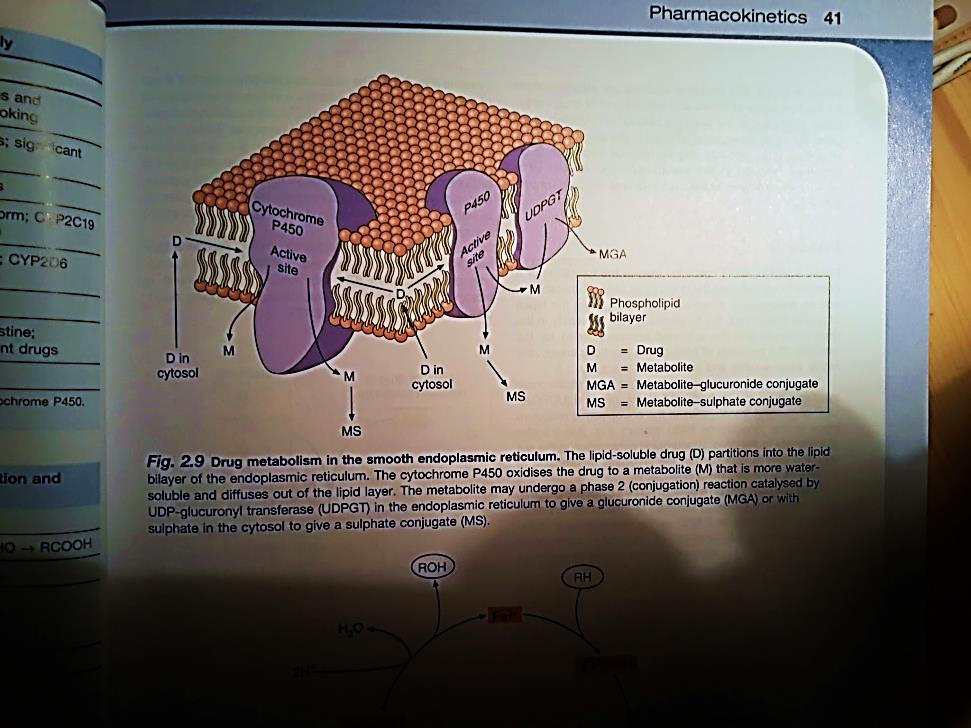 Pharmacokinetics 41
ly
s and
oking
s; significant
s
P2C19
; CYP2D6
stine;
nt drugs
ochrome P450.
tion and
HO → RCOOH
Cytochrome
P450
Active
site
P450
Active
site
UDPGT
D
D
MGA
M
M
M
M
D in
cytosol
D in
cytosol
MS
MS
Phospholipid
bilayer
D = Drug
M = Metabolite
MGA = Metabolite–glucuronide conjugate
MS = Metabolite–sulphate conjugate
Fig. 2.9 Drug metabolism in the smooth endoplasmic reticulum. The lipid-soluble drug (D) partitions into the lipid
bilayer of the endoplasmic reticulum. The cytochrome P450 oxidises the drug to a metabolite (M) that is more water-
soluble and diffuses out of the lipid layer. The metabolite may undergo a phase 2 (conjugation) reaction catalysed by
UDP-glucuronyl transferase (UDPGT) in the endoplasmic reticulum to give a glucuronide conjugate (MGA) or with
sulphate in the cytosol to give a sulphate conjugate (MS).
ROH
RH
H₂O
Fe³⁺
2H⁺